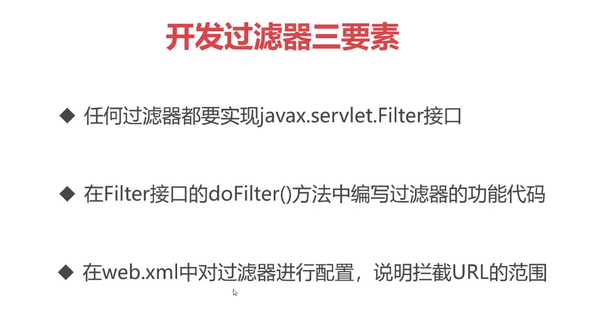 开发过滤器三要素
◆ 任何过滤器都要实现javax.servlet.Filter接口
◆ 在Filter接口的doFilter()方法中编写过滤器的功能代码
◆ 在web.xml中对过滤器进行配置，说明拦截URL的范围